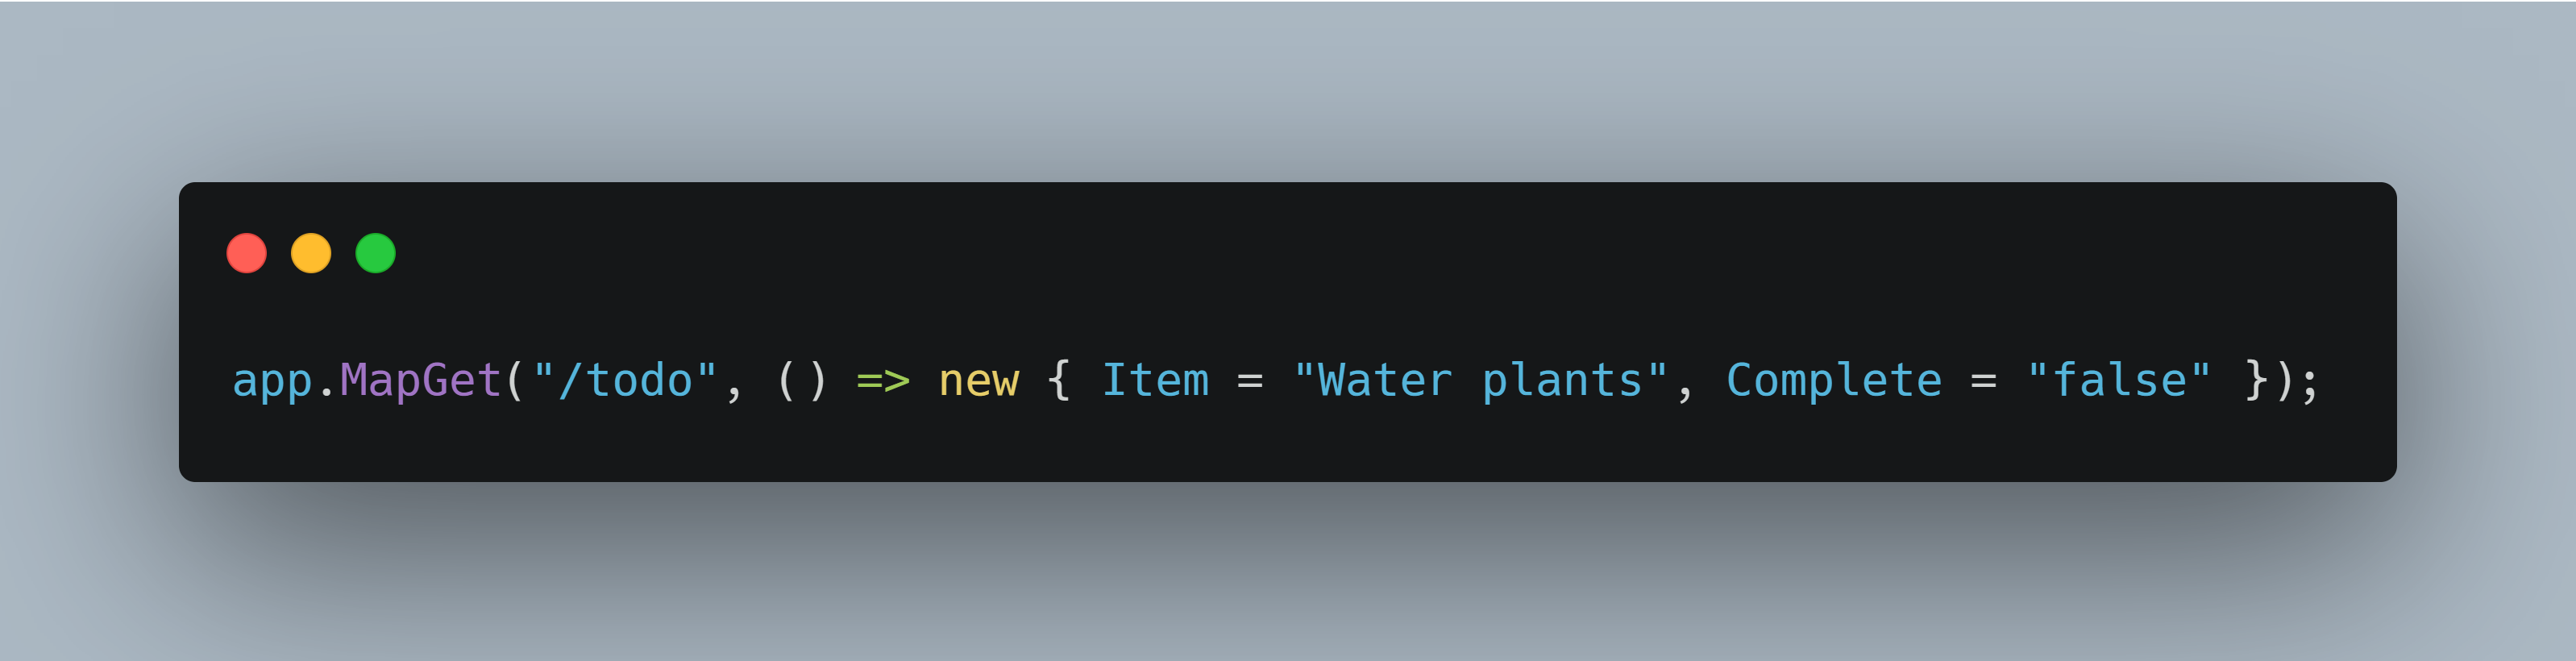 app.MapGet("/todo", () => new { Item = "Water plants", Complete = "false" });